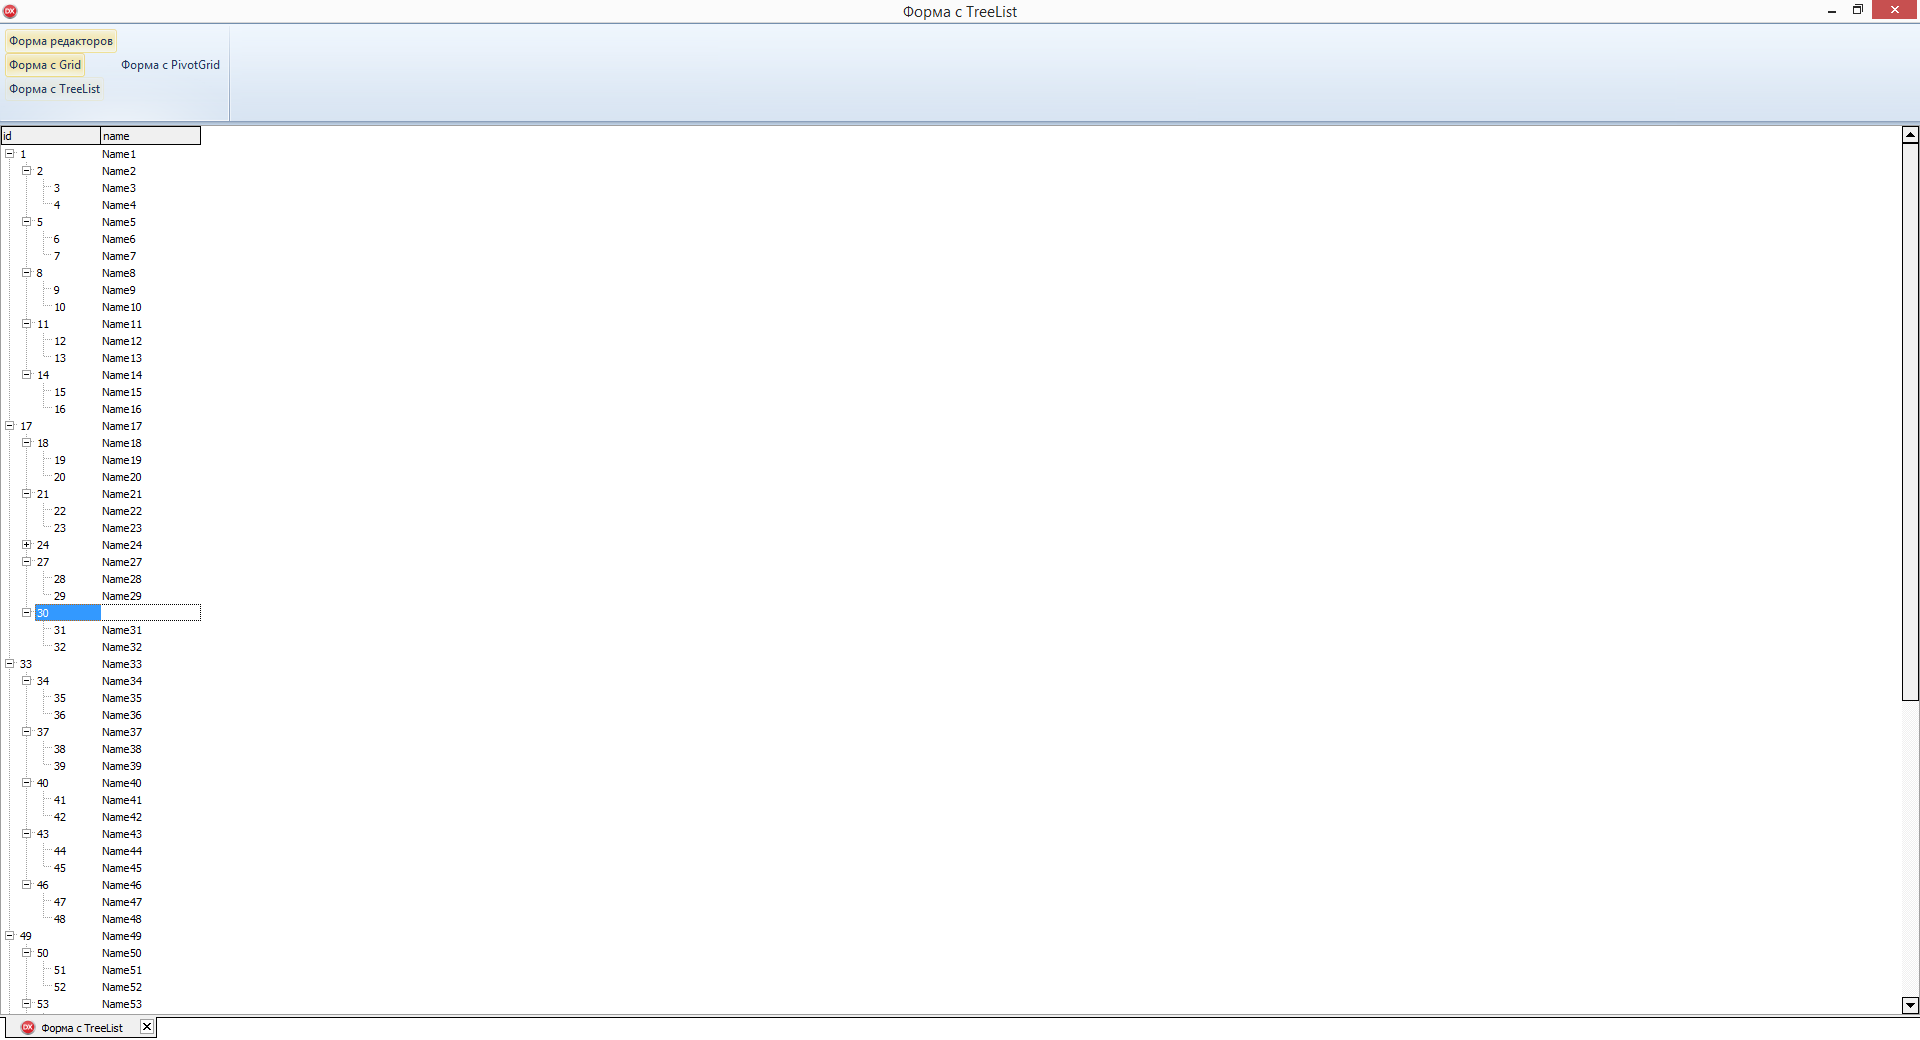 Форма с TreeList
Форма редакторов
Форма с Grid Форма с PivotGrid
Форма с TreeList
id name
1 Name1
2 Name2
3 Name3
4 Name4
5 Name5
6 Name6
7 Name7
8 Name8
9 Name9
10 Name10
11 Name11
12 Name12
13 Name13
14 Name14
15 Name15
16 Name16
17 Name17
18 Name18
19 Name19
20 Name20
21 Name21
22 Name22
23 Name23
24 Name24
27 Name27
28 Name28
29 Name29
30
31 Name31
32 Name32
33 Name33
34 Name34
35 Name35
36 Name36
37 Name37
38 Name38
39 Name39
40 Name40
41 Name41
42 Name42
43 Name43
44 Name44
45 Name45
46 Name46
47 Name47
48 Name48
49 Name49
50 Name50
51 Name51
52 Name52
53 Name53
DX Форма с TreeList